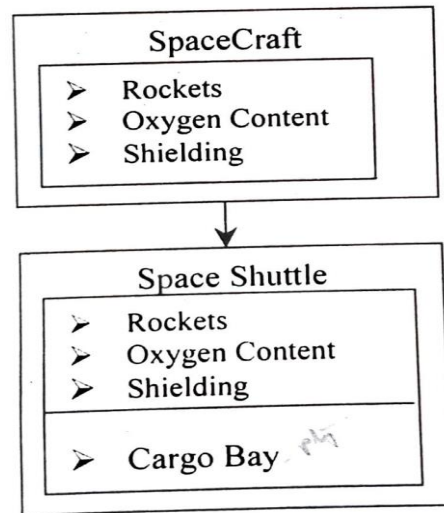 SpaceCraft
➢ Rockets
➢ Oxygen Content
➢ Shielding
Space Shuttle
➢ Rockets
➢ Oxygen Content
➢ Shielding
➢ Cargo Bay